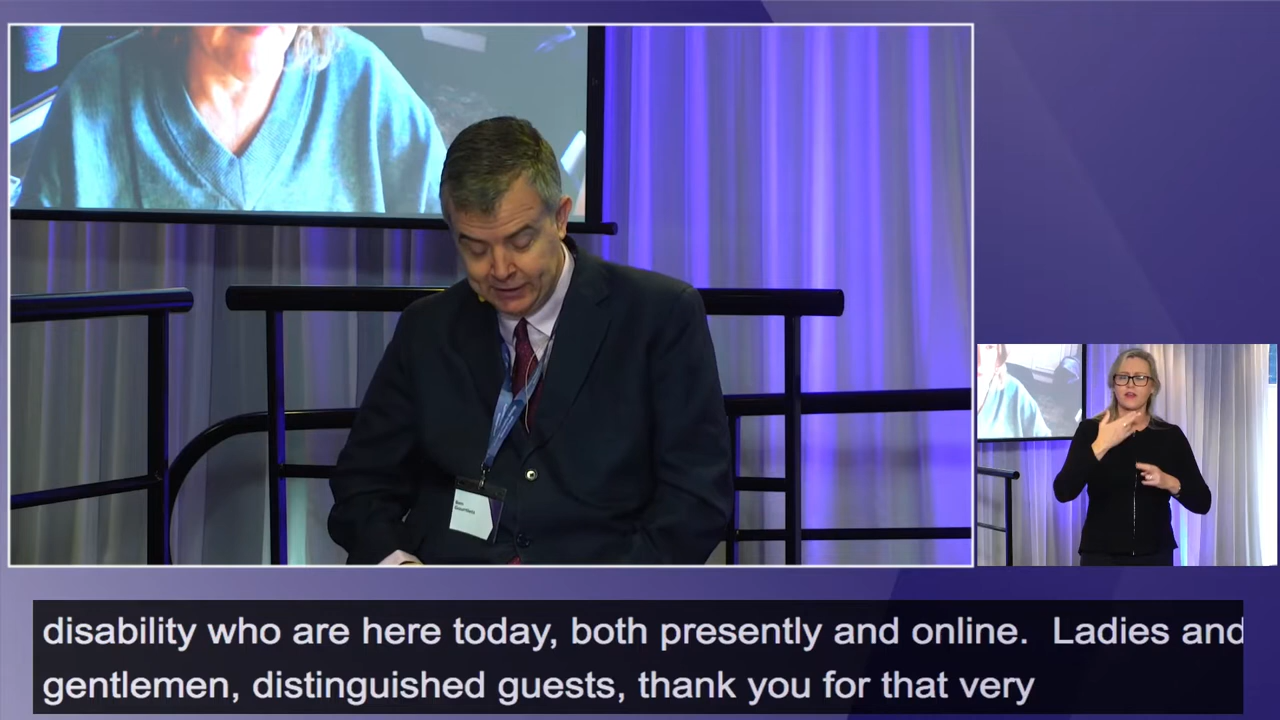 disability who are here today, both presently and online.  Ladies and
gentlemen, distinguished guests, thank you for that very